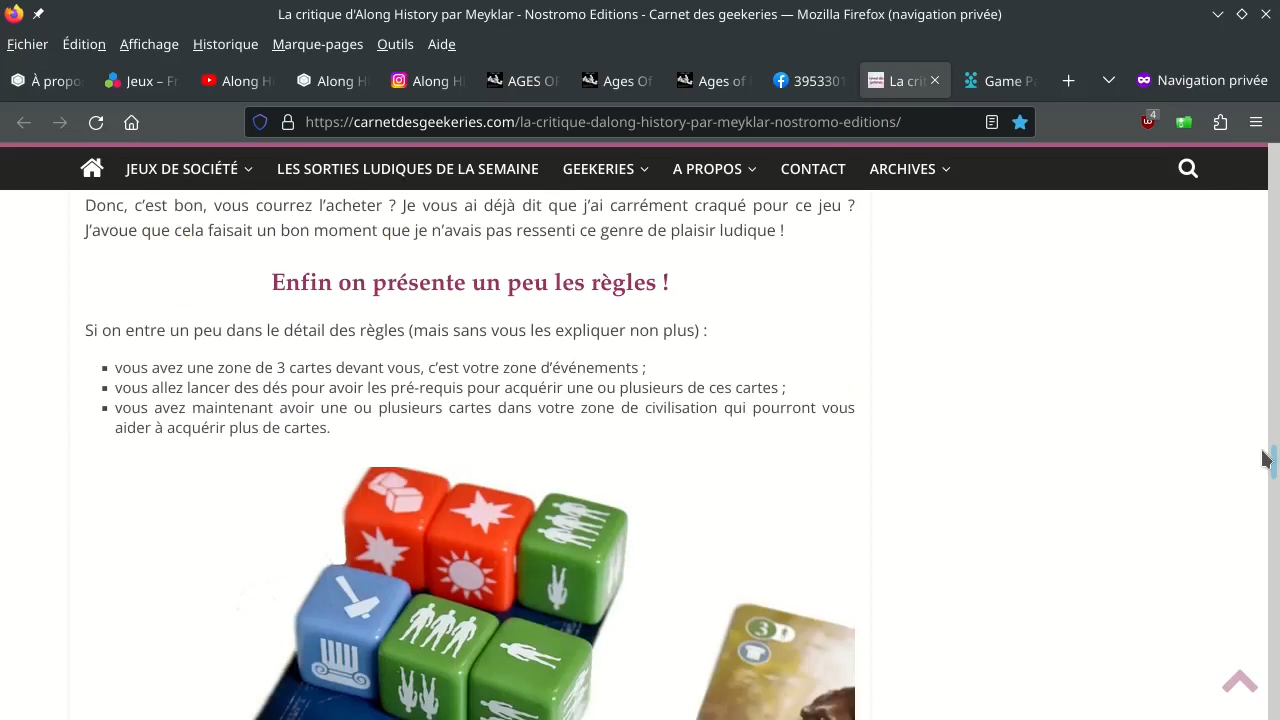 La critique d'Along History par Meyklar - Nostromo Editions - Carnet des geekeries — Mozilla Firefox (navigation privée)
Fichier Édition Affichage Historique Marque-pages Outils Aide
À propo Jeux – Fr Along Hi Along Hi Along Hi AGES OF Ages Of Ages of 3953301 La crit Game Pa Navigation privée
https://carnetdesgeekeries.com/la-critique-dalong-history-par-meyklar-nostromo-editions/ 4
JEUX DE SOCIÉTÉ LES SORTIES LUDIQUES DE LA SEMAINE GEEKERIES A PROPOS CONTACT ARCHIVES
Donc, c’est bon, vous courrez l’acheter ? Je vous ai déjà dit que j’ai carrément craqué pour ce jeu ?
J’avoue que cela faisait un bon moment que je n’avais pas ressenti ce genre de plaisir ludique !
Enfin on présente un peu les règles !
Si on entre un peu dans le détail des règles (mais sans vous les expliquer non plus) :
vous avez une zone de 3 cartes devant vous, c’est votre zone d’événements ;
vous allez lancer des dés pour avoir les pré-requis pour acquérir une ou plusieurs de ces cartes ;
vous avez maintenant avoir une ou plusieurs cartes dans votre zone de civilisation qui pourront vous
aider à acquérir plus de cartes.
3